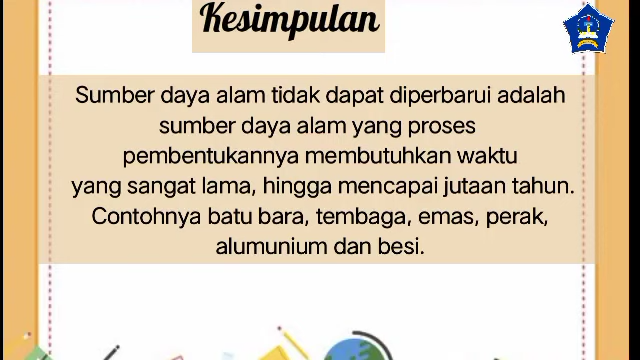 Kesimpulan
Sumber daya alam tidak dapat diperbarui adalah
sumber daya alam yang proses
pembentukannya membutuhkan waktu
yang sangat lama, hingga mencapai jutaan tahun.
Contohnya batu bara, tembaga, emas, perak,
alumunium dan besi.